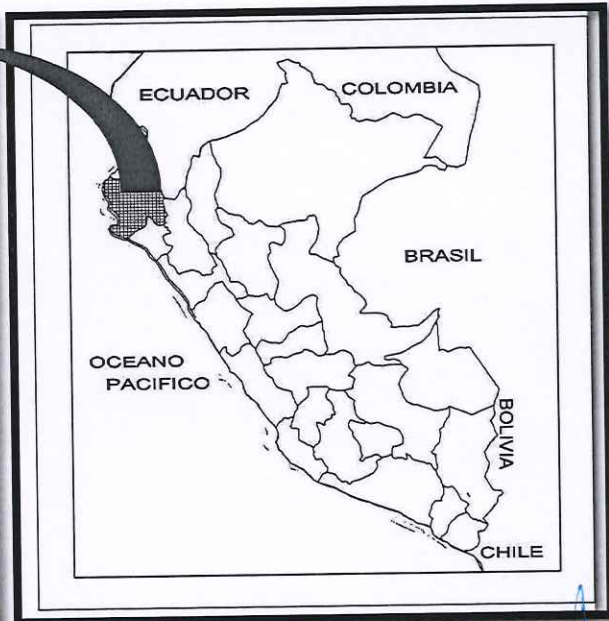 ECUADOR
COLOMBIA
BRASIL
OCEANO
PACIFICO
BOLIVIA
CHILE